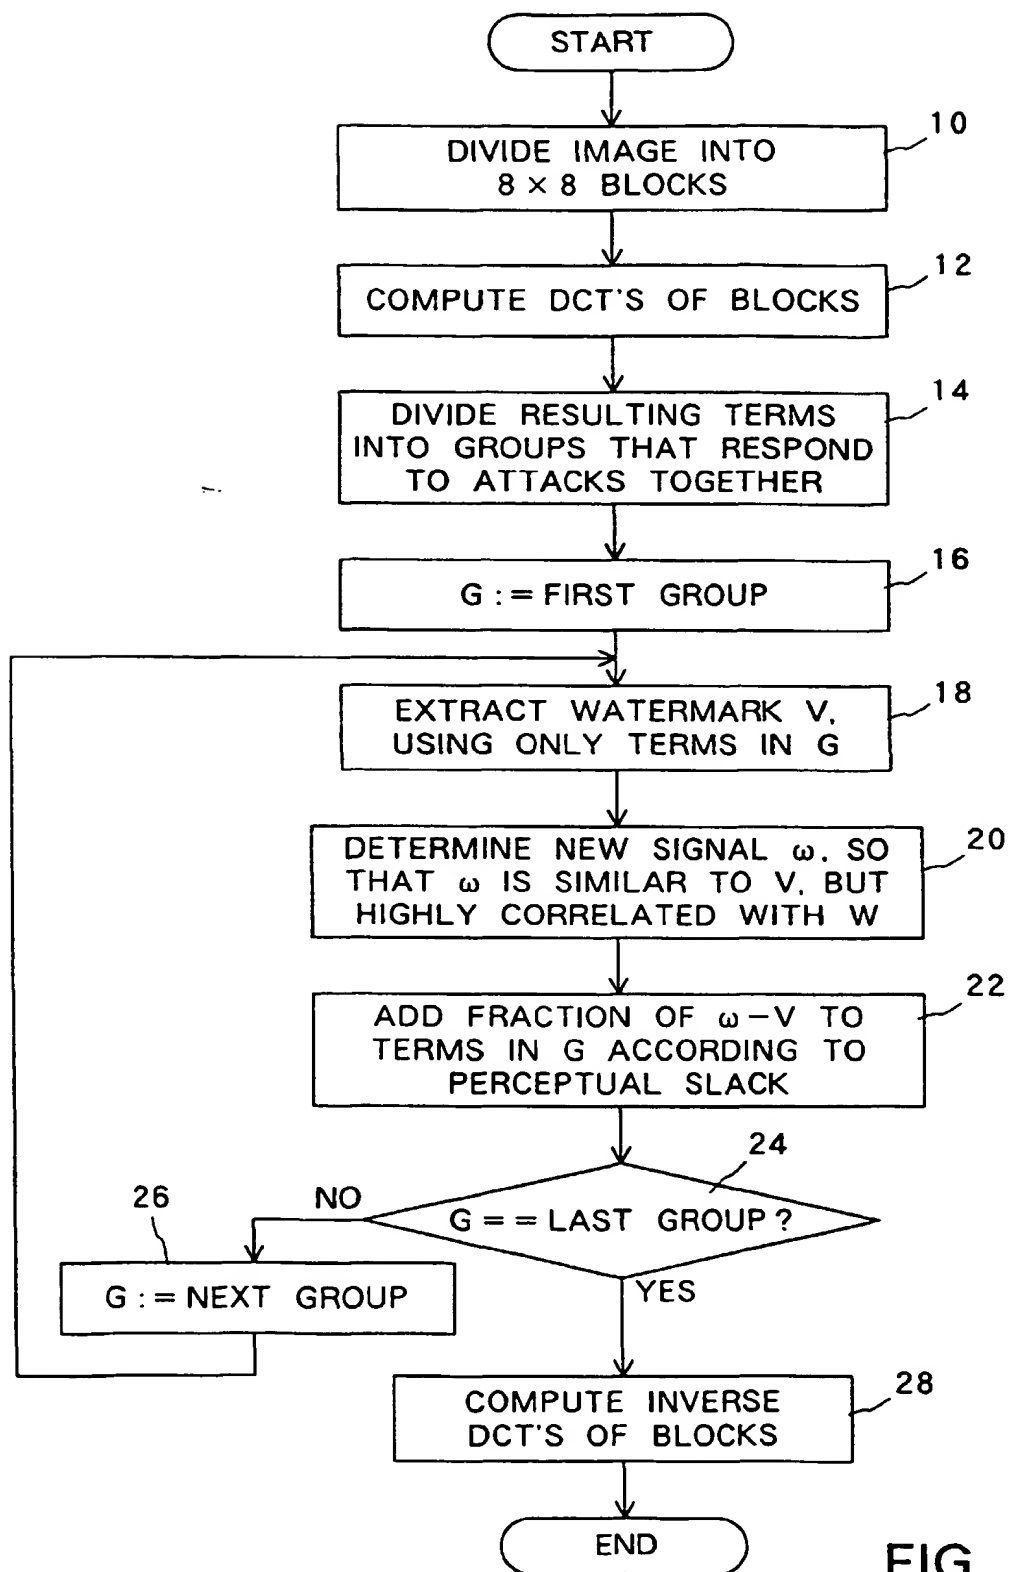 START
10
DIVIDE IMAGE INTO
8 × 8 BLOCKS
12
COMPUTE DCT'S OF BLOCKS
14
DIVIDE RESULTING TERMS
INTO GROUPS THAT RESPOND
TO ATTACKS TOGETHER
16
G := FIRST GROUP
18
EXTRACT WATERMARK V,
USING ONLY TERMS IN G
20
DETERMINE NEW SIGNAL ω, SO
THAT ω IS SIMILAR TO V, BUT
HIGHLY CORRELATED WITH W
22
ADD FRACTION OF ω-V TO
TERMS IN G ACCORDING TO
PERCEPTUAL SLACK
24
G == LAST GROUP?
NO
26
G := NEXT GROUP
YES
28
COMPUTE INVERSE
DCT'S OF BLOCKS
END
FIG